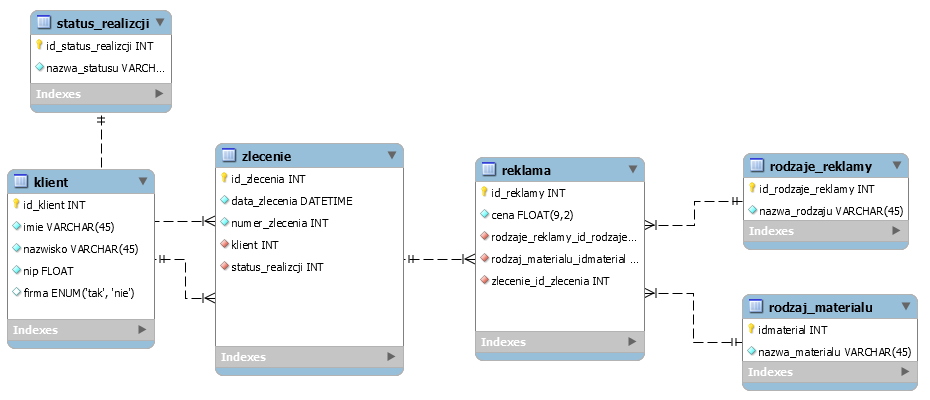 status_realizcji
id_status_realizcji INT
nazwa_statusu VARCH...
Indexes
klient
id_klient INT
imie VARCHAR(45)
nazwisko VARCHAR(45)
nip FLOAT
firma ENUM('tak', 'nie')
Indexes
zlecenie
id_zlecenia INT
data_zlecenia DATETIME
numer_zlecenia INT
klient INT
status_realizcji INT
Indexes
reklama
id_reklamy INT
cena FLOAT(9,2)
rodzaje_reklamy_id_rodzaje...
rodzaj_materialu_idmaterial ...
zlecenie_id_zlecenia INT
Indexes
rodzaje_reklamy
id_rodzaje_reklamy INT
nazwa_rodzaju VARCHAR(45)
Indexes
rodzaj_materialu
idmaterial INT
nazwa_materialu VARCHAR(45)
Indexes